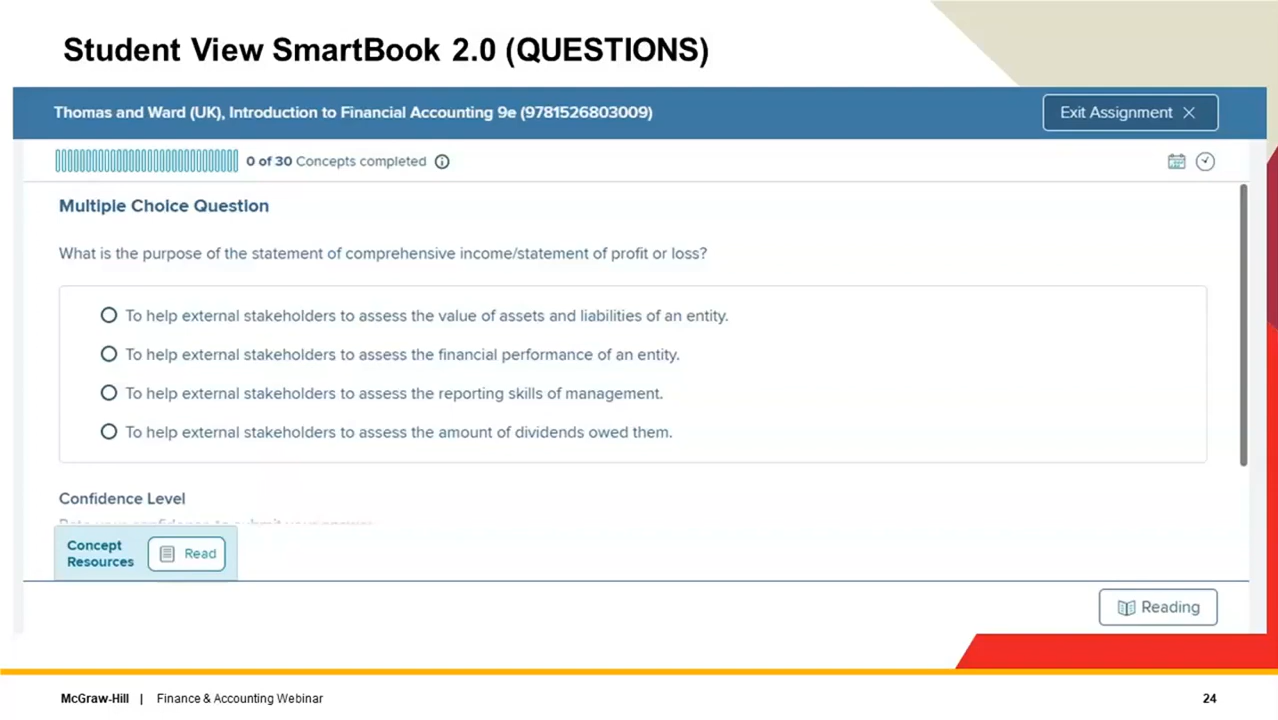 Student View SmartBook 2.0 (QUESTIONS)
Thomas and Ward (UK), Introduction to Financial Accounting 9e (9781526803009)
Exit Assignment
0 of 30 Concepts completed
Multiple Choice Question
What is the purpose of the statement of comprehensive income/statement of profit or loss?
To help external stakeholders to assess the value of assets and liabilities of an entity.
To help external stakeholders to assess the financial performance of an entity.
To help external stakeholders to assess the reporting skills of management.
To help external stakeholders to assess the amount of dividends owed them.
Confidence Level
Concept
Resources
Read
Reading
McGraw-Hill | Finance & Accounting Webinar
24